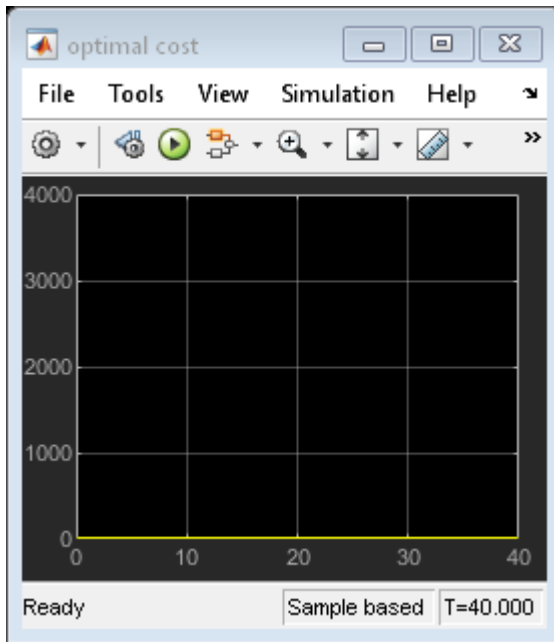 optimal cost
File Tools View Simulation Help
4000
3000
2000
1000
0
0 10 20 30 40
Ready Sample based T=40.000